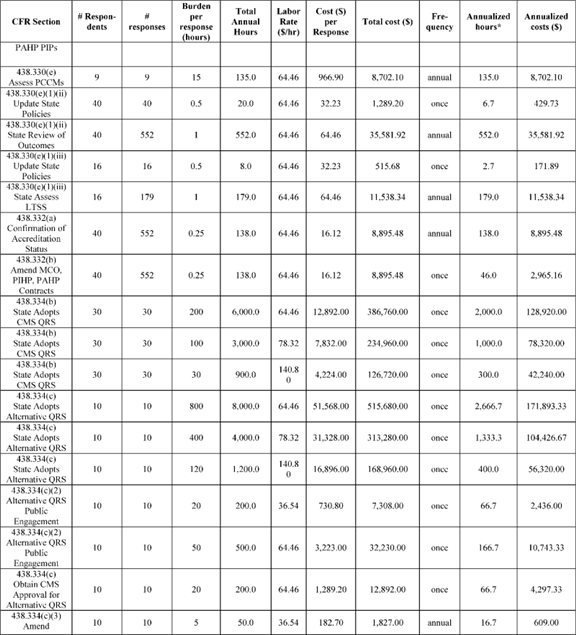 CFR Section | # Respondents | # responses | Burden per response (hours) | Total Annual Hours | Labor Rate ($/hr) | Cost ($) per Response | Total cost ($) | Frequency | Annualized hours* | Annualized costs ($)
PAHP PIPs
438.330(e) Assess PCCMs | 9 | 9 | 15 | 135.0 | 64.46 | 966.90 | 8,702.10 | annual | 135.0 | 8,702.10
438.330(e)(1)(ii) Update State Policies | 40 | 40 | 0.5 | 20.0 | 64.46 | 32.23 | 1,289.20 | once | 6.7 | 429.73
438.330(e)(1)(ii) State Review of Outcomes | 40 | 552 | 1 | 552.0 | 64.46 | 64.46 | 35,581.92 | annual | 552.0 | 35,581.92
438.330(e)(1)(iii) Update State Policies | 16 | 16 | 0.5 | 8.0 | 64.46 | 32.23 | 515.68 | once | 2.7 | 171.89
438.330(e)(1)(iii) State Assess LTSS | 16 | 179 | 1 | 179.0 | 64.46 | 64.46 | 11,538.34 | annual | 179.0 | 11,538.34
438.332(a) Confirmation of Accreditation Status | 40 | 552 | 0.25 | 138.0 | 64.46 | 16.12 | 8,895.48 | annual | 138.0 | 8,895.48
438.332(b) Amend MCO, PIHP, PAHP Contracts | 40 | 552 | 0.25 | 138.0 | 64.46 | 16.12 | 8,895.48 | once | 46.0 | 2,965.16
438.334(b) State Adopts CMS QRS | 30 | 30 | 200 | 6,000.0 | 64.46 | 12,892.00 | 386,760.00 | once | 2,000.0 | 128,920.00
438.334(b) State Adopts CMS QRS | 30 | 30 | 100 | 3,000.0 | 78.32 | 7,832.00 | 234,960.00 | once | 1,000.0 | 78,320.00
438.334(b) State Adopts CMS QRS | 30 | 30 | 30 | 900.0 | 140.80 | 4,224.00 | 126,720.00 | once | 300.0 | 42,240.00
438.334(c) State Adopts Alternative QRS | 10 | 10 | 800 | 8,000.0 | 64.46 | 51,568.00 | 515,680.00 | once | 2,666.7 | 171,893.33
438.334(c) State Adopts Alternative QRS | 10 | 10 | 400 | 4,000.0 | 78.32 | 31,328.00 | 313,280.00 | once | 1,333.3 | 104,426.67
438.334(c) State Adopts Alternative QRS | 10 | 10 | 120 | 1,200.0 | 140.80 | 16,896.00 | 168,960.00 | once | 400.0 | 56,320.00
438.334(c)(2) Alternative QRS Public Engagement | 10 | 10 | 20 | 200.0 | 36.54 | 730.80 | 7,308.00 | once | 66.7 | 2,436.00
438.334(c)(2) Alternative QRS Public Engagement | 10 | 10 | 50 | 500.0 | 64.46 | 3,223.00 | 32,230.00 | once | 166.7 | 10,743.33
438.334(c) Obtain CMS Approval for Alternative QRS | 10 | 10 | 20 | 200.0 | 64.46 | 1,289.20 | 12,892.00 | once | 66.7 | 4,297.33
438.334(c)(3) Amend | 10 | 10 | 5 | 50.0 | 36.54 | 182.70 | 1,827.00 | annual | 16.7 | 609.00